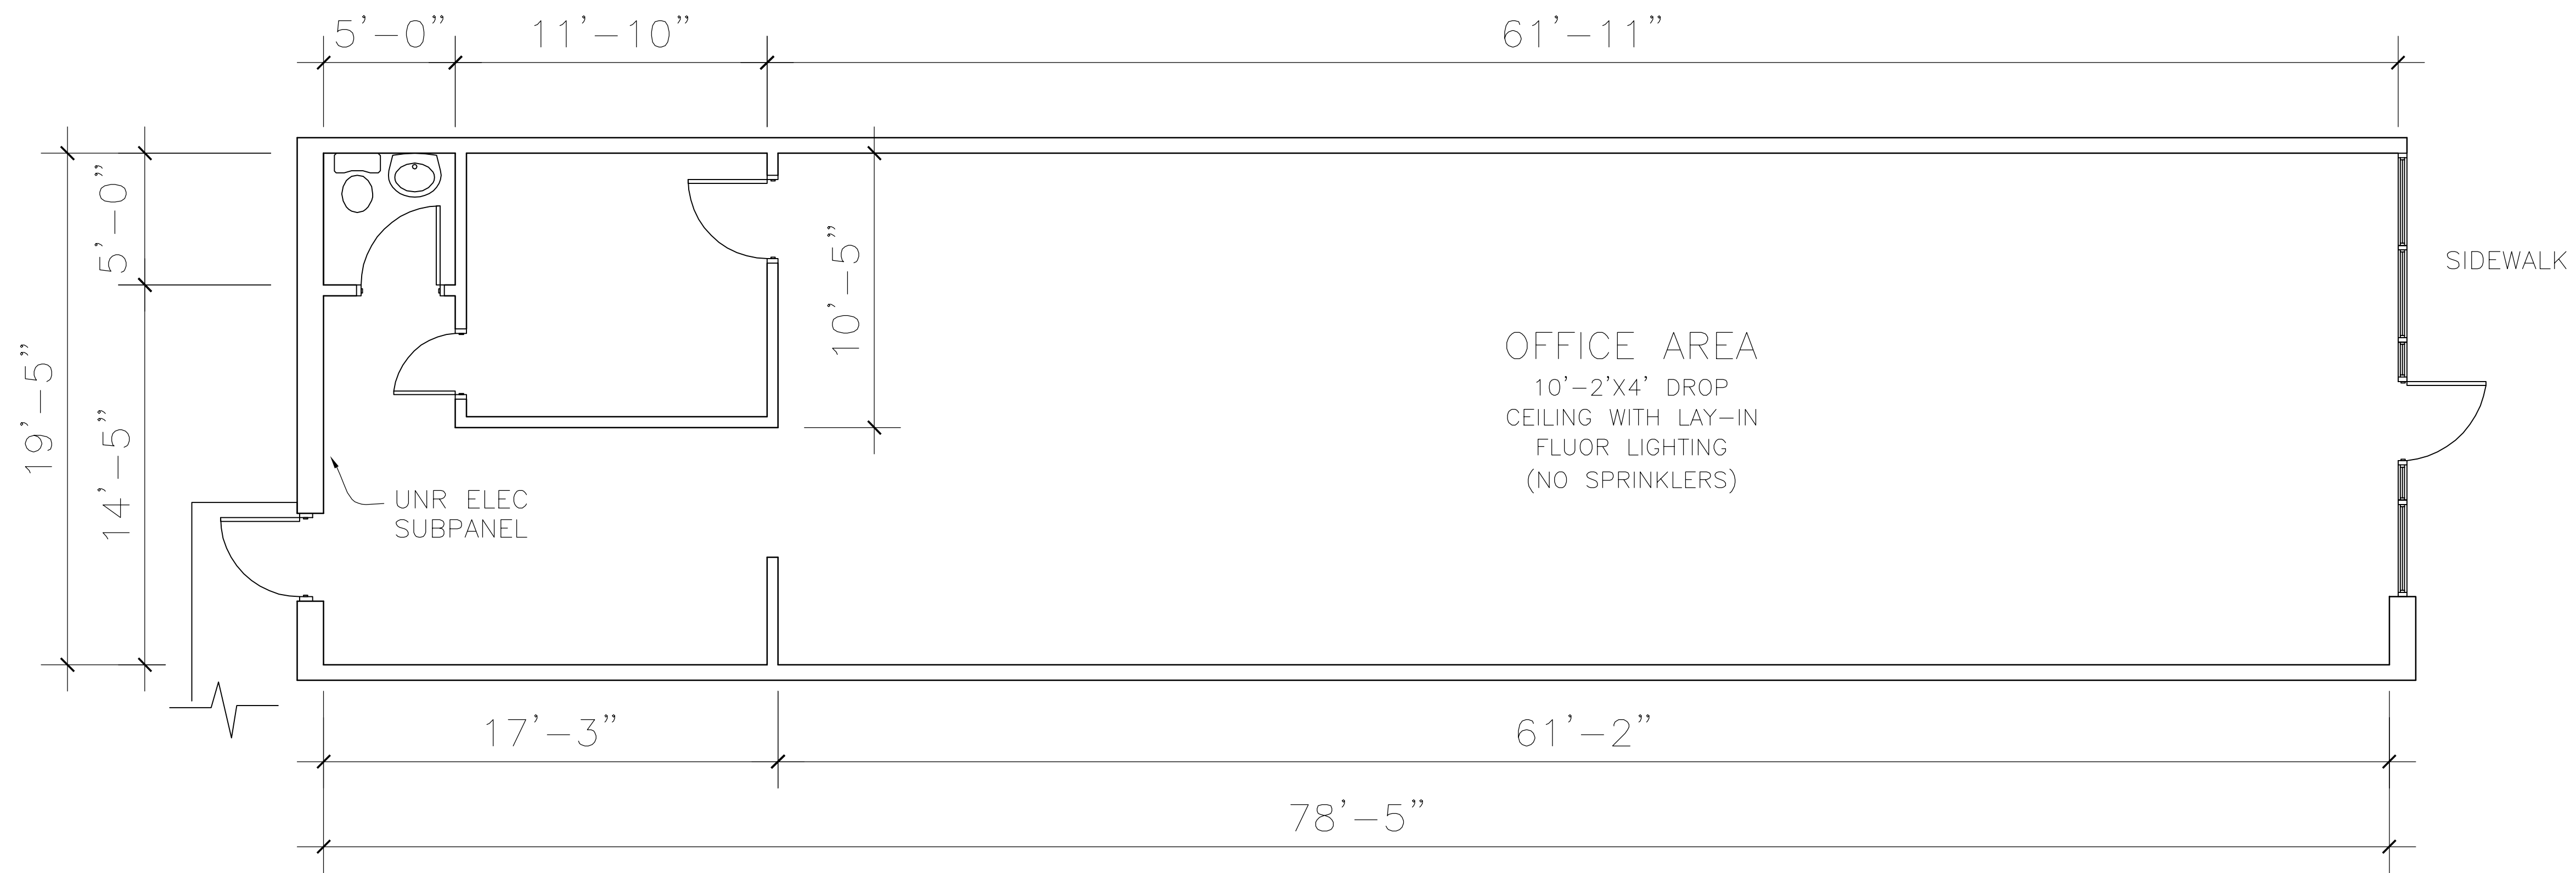 5'-0" 11'-10" 61'-11"
5'-0"
19'-5"
14'-5"
10'-5"
SIDEWALK
OFFICE AREA
10'-2'X4' DROP
CEILING WITH LAY-IN
FLUOR LIGHTING
(NO SPRINKLERS)
UNR ELEC
SUBPANEL
17'-3" 61'-2"
78'-5"